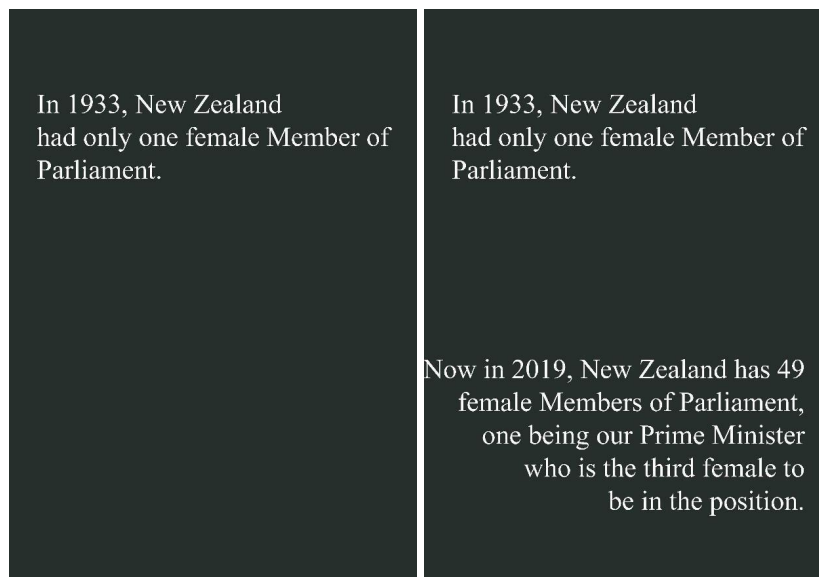 In 1933, New Zealand
had only one female Member of
Parliament.
In 1933, New Zealand
had only one female Member of
Parliament.
Now in 2019, New Zealand has 49
female Members of Parliament,
one being our Prime Minister
who is the third female to
be in the position.